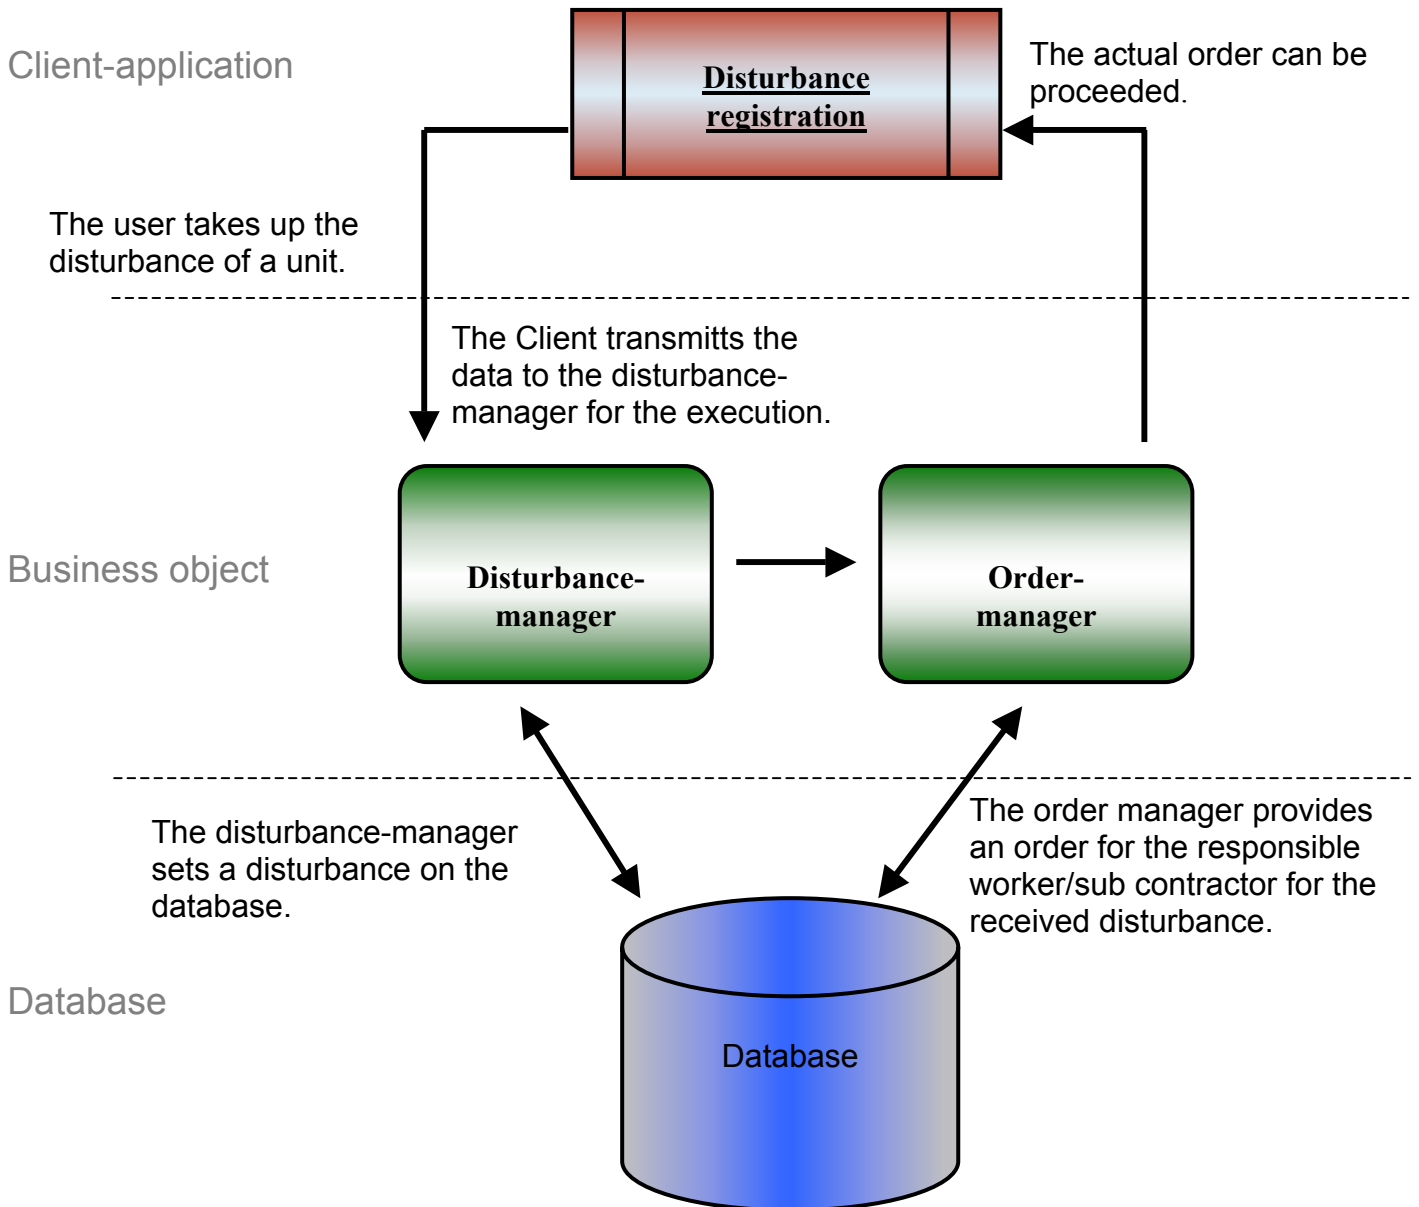 Client-application
Disturbance
registration
The actual order can be
proceeded.
The user takes up the
disturbance of a unit.
The Client transmitts the
data to the disturbance-
manager for the execution.
Business object
Disturbance-
manager
Order-
manager
The disturbance-manager
sets a disturbance on the
database.
The order manager provides
an order for the responsible
worker/sub contractor for the
received disturbance.
Database
Database